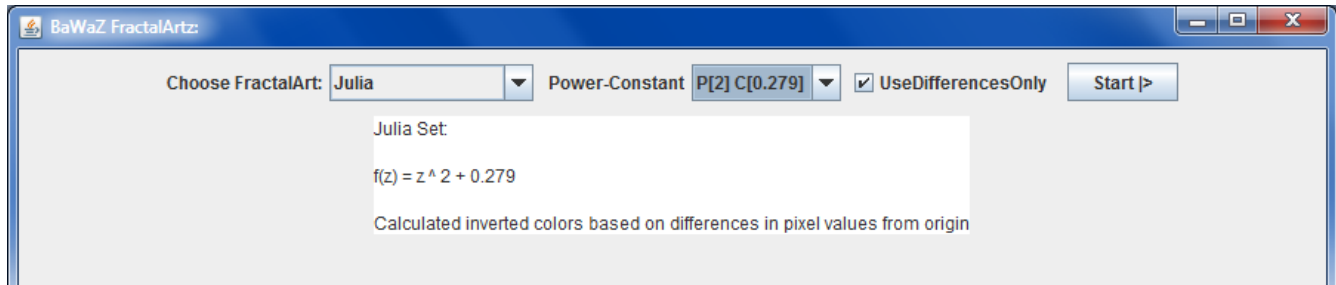 BaWaZ FractalArtz:
Choose FractalArt: Julia Power-Constant P[2] C[0.279] UseDifferencesOnly Start |>
Julia Set:
f(z) = z ^ 2 + 0.279
Calculated inverted colors based on differences in pixel values from origin